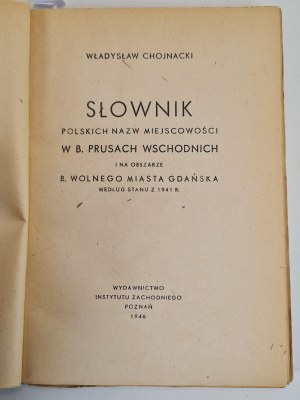 WŁADYSŁAW CHOJNACKI
SŁOWNIK
POLSKICH NAZW MIEJSCOWOŚCI
W B. PRUSACH WSCHODNICH
I NA OBSZARZE
B. WOLNEGO MIASTA GDAŃSKA
WEDŁUG STANU Z 1941 R.
WYDAWNICTWO
INSTYTUTU ZACHODNIEGO
POZNAŃ
1946